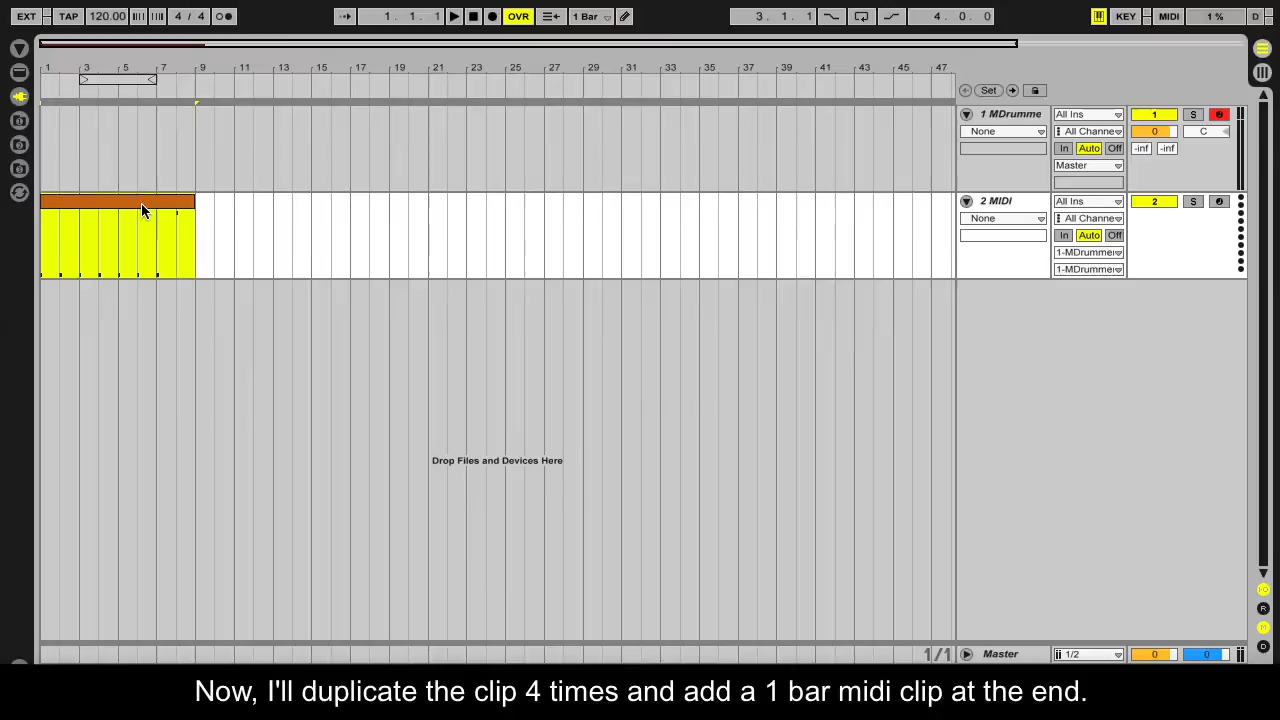 EXT TAP 120.00 4 / 4 1. 1. 1 OVR 1 Bar 3. 1. 1 4. 0. 0 KEY MIDI 1 % D
1 3 5 7 9 11 13 15 17 19 21 23 25 27 29 31 33 35 37 39 41 43 45 47
Set
1 MDrumme All Ins 1 S
None All Channe 0 C
In Auto Off -inf -inf
Master
2 MIDI All Ins 2 S
None All Channe
In Auto Off
1-MDrumme
1-MDrumme
Drop Files and Devices Here
R
M
D
1/1 Master 1/2 0 0
Now, I'll duplicate the clip 4 times and add a 1 bar midi clip at the end.